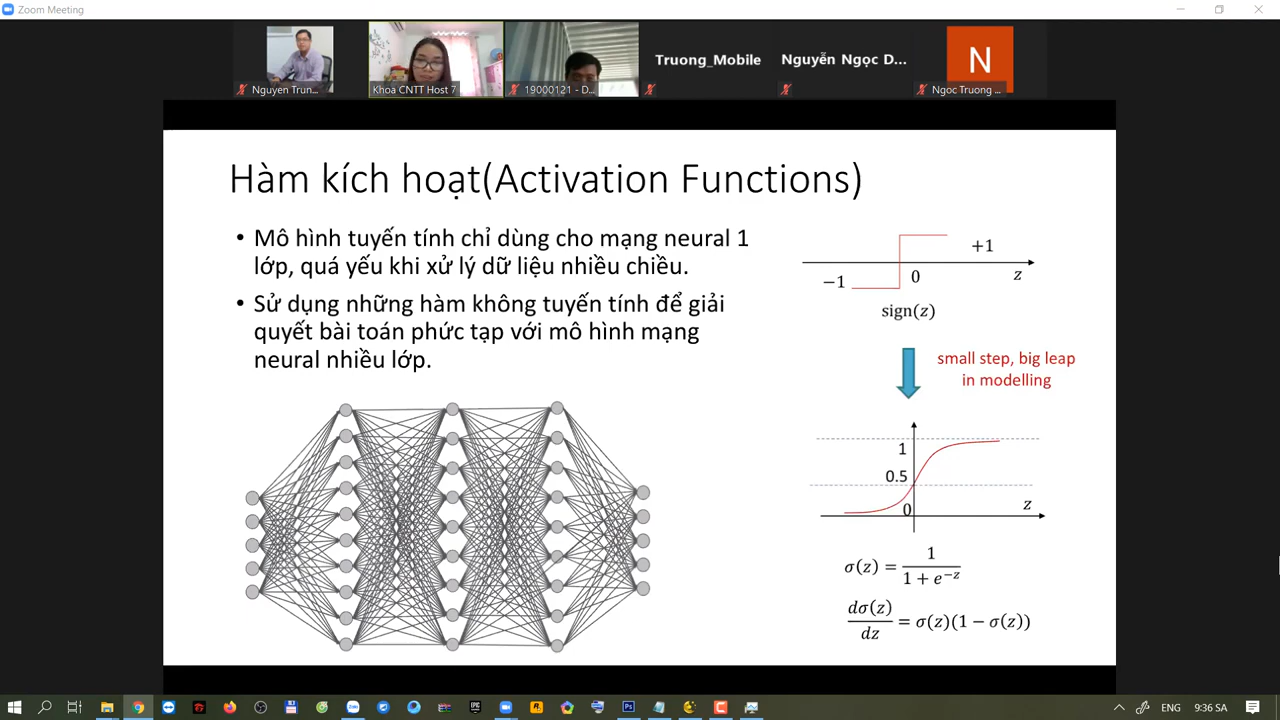 Zoom Meeting
Nguyen Trun...
Khoa CNTT Host 7
19000121 - D...
Truong_Mobile
Nguyễn Ngọc D...
N
Ngoc Truong ...
Hàm kích hoạt(Activation Functions)
• Mô hình tuyến tính chỉ dùng cho mạng neural 1
lớp, quá yếu khi xử lý dữ liệu nhiều chiều.
• Sử dụng những hàm không tuyến tính để giải
quyết bài toán phức tạp với mô hình mạng
neural nhiều lớp.
+1
−1
0
z
sign(z)
small step, big leap
in modelling
1
0.5
0
z
σ(z) = 1 / (1 + e^{−z})
dσ(z)/dz = σ(z)(1 − σ(z))
ENG
9:36 SA